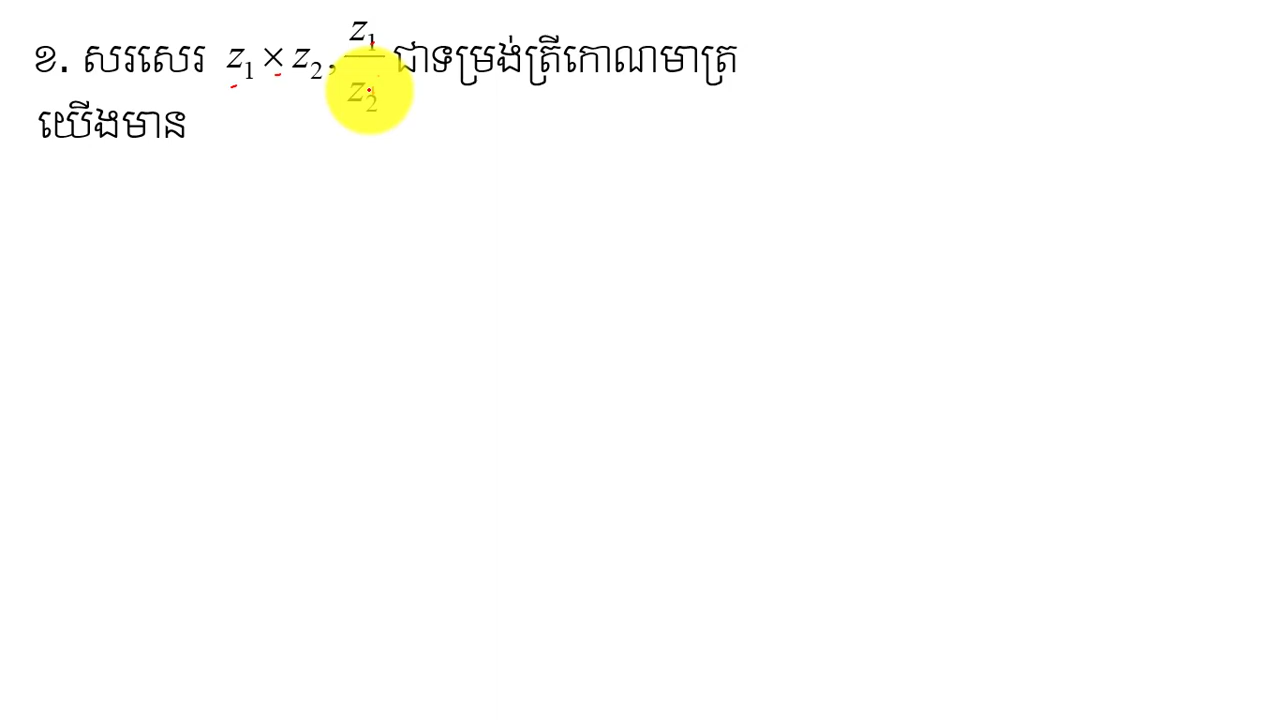 ខ. សរសេរ z₁ × z₂, z₁/z₂ ជាទម្រង់ត្រីកោណមាត្រ
យើងមាន